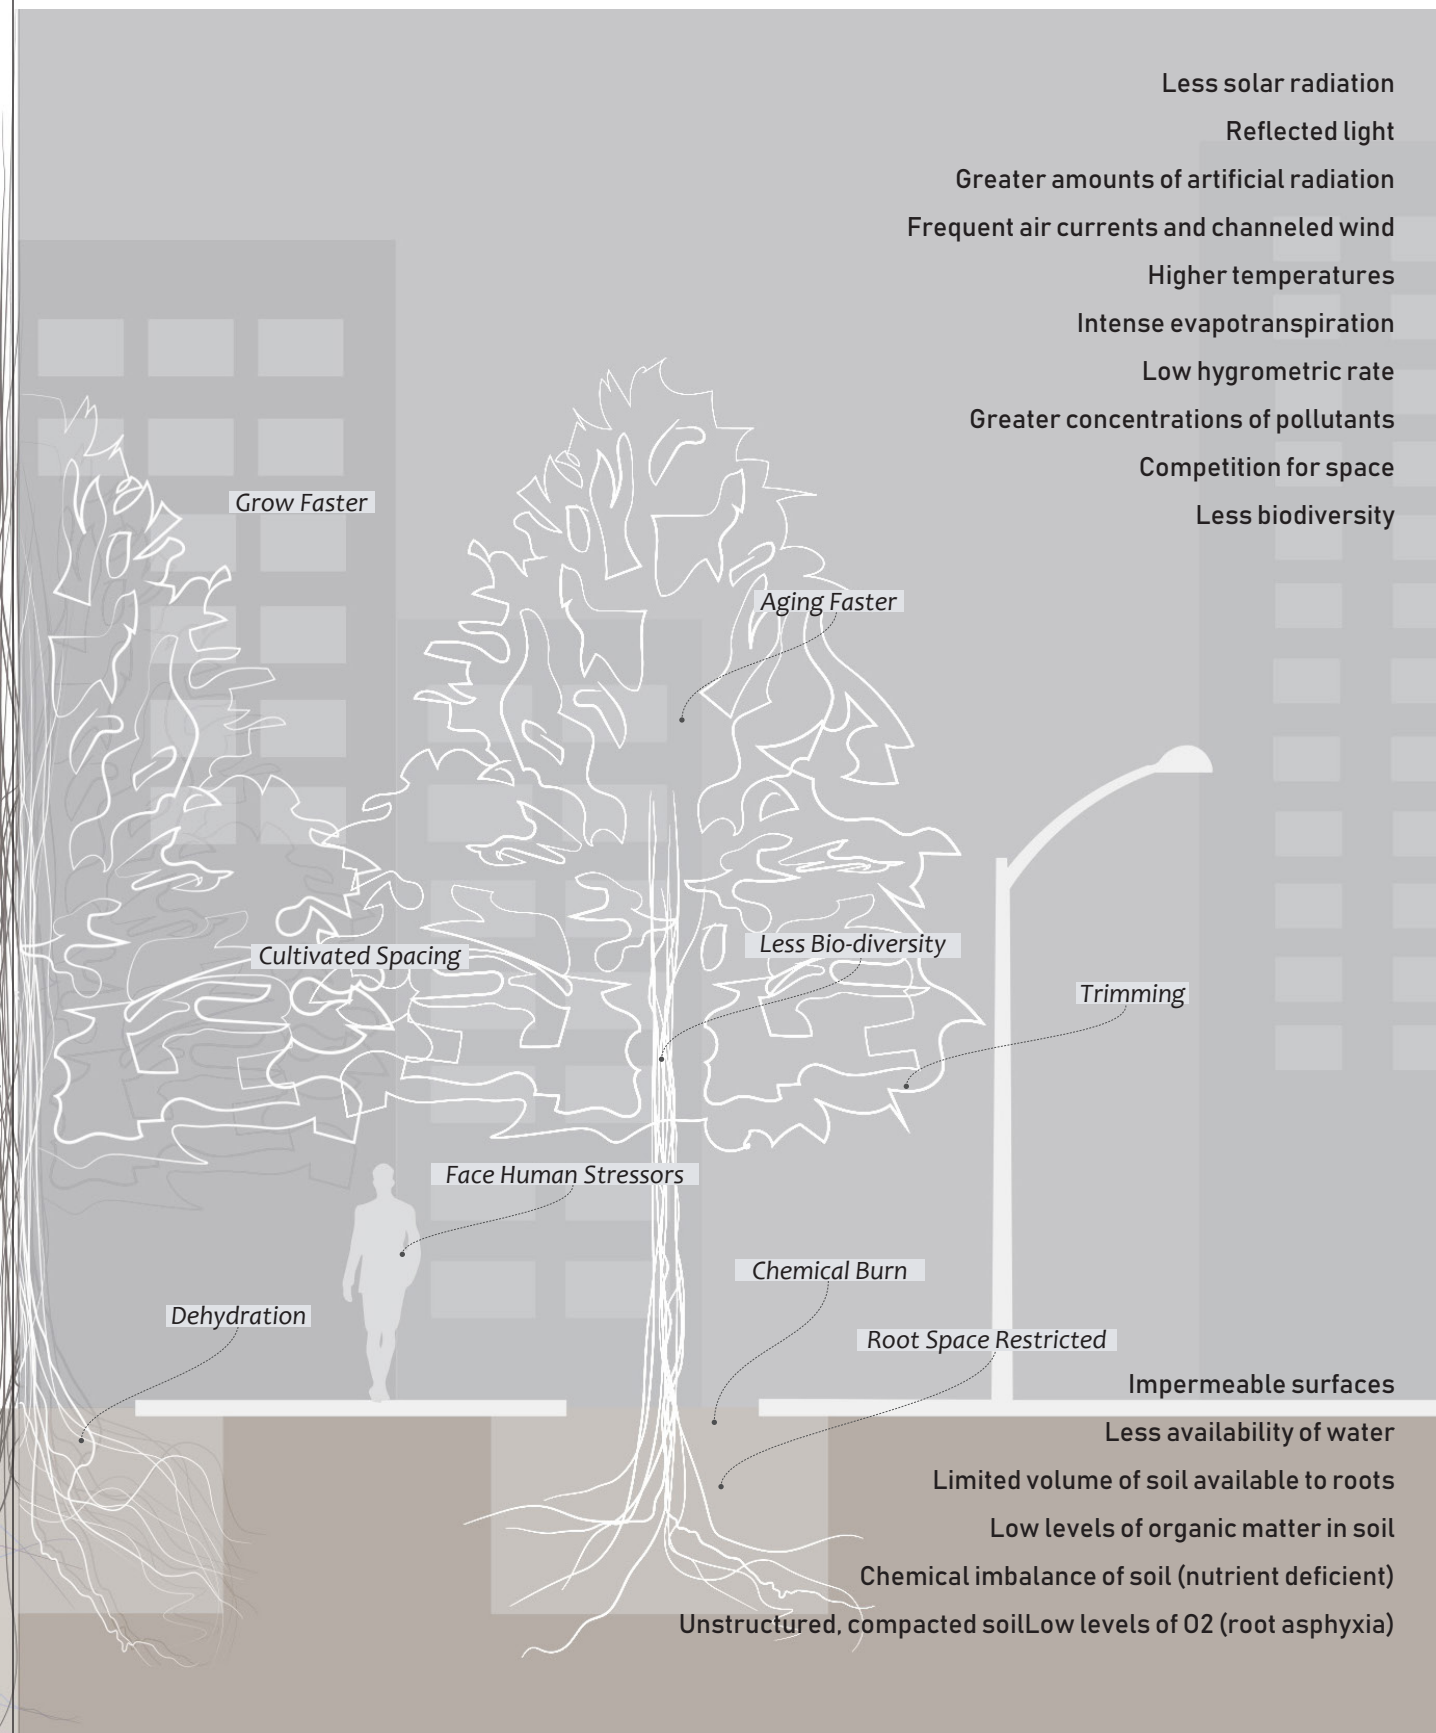 Less solar radiation
Reflected light
Greater amounts of artificial radiation
Frequent air currents and channeled wind
Higher temperatures
Intense evapotranspiration
Low hygrometric rate
Greater concentrations of pollutants
Competition for space
Less biodiversity
Grow Faster
Aging Faster
Less Bio-diversity
Cultivated Spacing
Trimming
Face Human Stressors
Chemical Burn
Dehydration
Root Space Restricted
Impermeable surfaces
Less availability of water
Limited volume of soil available to roots
Low levels of organic matter in soil
Chemical imbalance of soil (nutrient deficient)
Unstructured, compacted soilLow levels of O2 (root asphyxia)